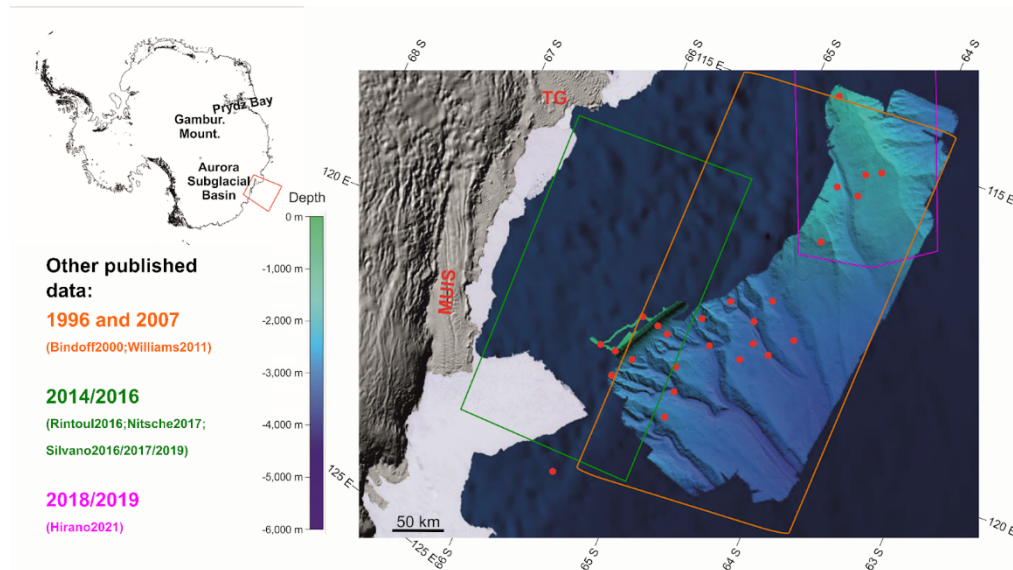 Prydz Bay
Gambur.
Mount.
Aurora
Subglacial
Basin
Depth
0 m
-1,000 m
-2,000 m
-3,000 m
-4,000 m
-5,000 m
-6,000 m
Other published
data:
1996 and 2007
(Bindoff2000;Williams2011)
2014/2016
(Rintoul2016;Nitsche2017;
Silvano2016/2017/2019)
2018/2019
(Hirano2021)
68 S
67 S
66 S
115 E
65 S
64 S
TG
MUIS
120 E
115 E
125 E
50 km
125 E
66 S
65 S
64 S
63 S
120 E